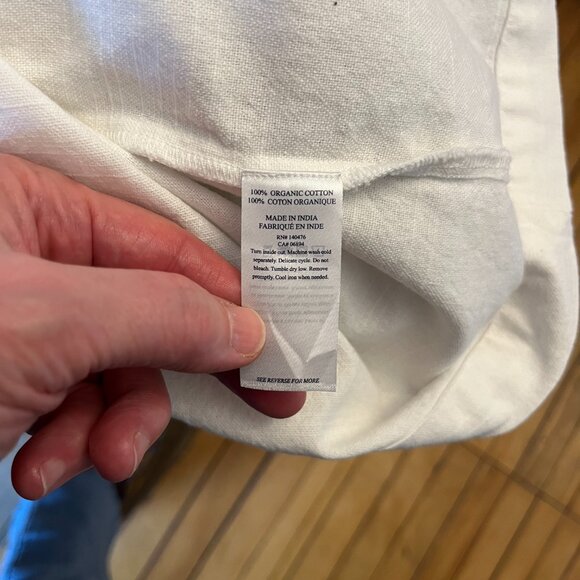 100% ORGANIC COTTON
100% COTON ORGANIQUE
MADE IN INDIA
FABRIQUÉ EN INDE
RN# 140476
CA# 06194
Turn inside out. Machine wash cold
separately. Delicate cycle. Do not
bleach. Tumble dry low. Remove
promptly. Cool iron when needed.
SEE REVERSE FOR MORE